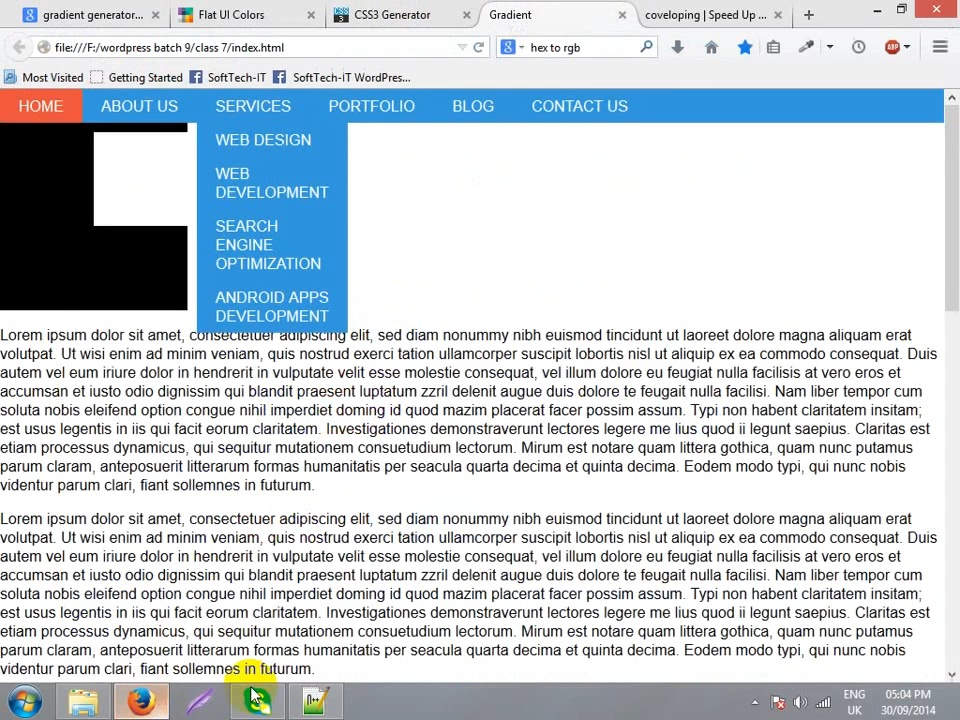 gradient generator...
Flat UI Colors
CSS3 Generator
Gradient
coveloping | Speed Up ...
file:///F:/wordpress batch 9/class 7/index.html
hex to rgb
Most Visited
Getting Started
SoftTech-IT
SoftTech-IT WordPres...
HOME
ABOUT US
SERVICES
PORTFOLIO
BLOG
CONTACT US
WEB DESIGN
WEB
DEVELOPMENT
SEARCH
ENGINE
OPTIMIZATION
ANDROID APPS
DEVELOPMENT
Lorem ipsum dolor sit amet, consectetuer adipiscing elit, sed diam nonummy nibh euismod tincidunt ut laoreet dolore magna aliquam erat
volutpat. Ut wisi enim ad minim veniam, quis nostrud exerci tation ullamcorper suscipit lobortis nisl ut aliquip ex ea commodo consequat. Duis
autem vel eum iriure dolor in hendrerit in vulputate velit esse molestie consequat, vel illum dolore eu feugiat nulla facilisis at vero eros et
accumsan et iusto odio dignissim qui blandit praesent luptatum zzril delenit augue duis dolore te feugait nulla facilisi. Nam liber tempor cum
soluta nobis eleifend option congue nihil imperdiet doming id quod mazim placerat facer possim assum. Typi non habent claritatem insitam;
est usus legentis in iis qui facit eorum claritatem. Investigationes demonstraverunt lectores legere me lius quod ii legunt saepius. Claritas est
etiam processus dynamicus, qui sequitur mutationem consuetudium lectorum. Mirum est notare quam littera gothica, quam nunc putamus
parum claram, anteposuerit litterarum formas humanitatis per seacula quarta decima et quinta decima. Eodem modo typi, qui nunc nobis
videntur parum clari, fiant sollemnes in futurum.
Lorem ipsum dolor sit amet, consectetuer adipiscing elit, sed diam nonummy nibh euismod tincidunt ut laoreet dolore magna aliquam erat
volutpat. Ut wisi enim ad minim veniam, quis nostrud exerci tation ullamcorper suscipit lobortis nisl ut aliquip ex ea commodo consequat. Duis
autem vel eum iriure dolor in hendrerit in vulputate velit esse molestie consequat, vel illum dolore eu feugiat nulla facilisis at vero eros et
accumsan et iusto odio dignissim qui blandit praesent luptatum zzril delenit augue duis dolore te feugait nulla facilisi. Nam liber tempor cum
soluta nobis eleifend option congue nihil imperdiet doming id quod mazim placerat facer possim assum. Typi non habent claritatem insitam;
est usus legentis in iis qui facit eorum claritatem. Investigationes demonstraverunt lectores legere me lius quod ii legunt saepius. Claritas est
etiam processus dynamicus, qui sequitur mutationem consuetudium lectorum. Mirum est notare quam littera gothica, quam nunc putamus
parum claram, anteposuerit litterarum formas humanitatis per seacula quarta decima et quinta decima. Eodem modo typi, qui nunc nobis
videntur parum clari, fiant sollemnes in futurum.
ENG
UK
05:04 PM
30/09/2014